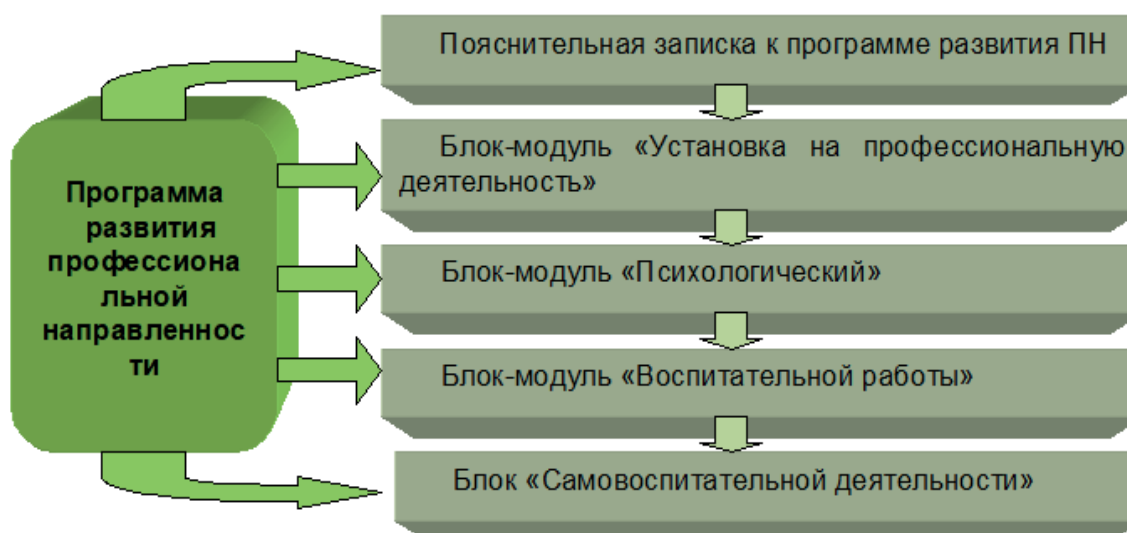 Программа
развития
профессиона
льной
направленнос
ти
Пояснительная записка к программе развития ПН
Блок-модуль «Установка на профессиональную
деятельность»
Блок-модуль «Психологический»
Блок-модуль «Воспитательной работы»
Блок «Самовоспитательной деятельности»